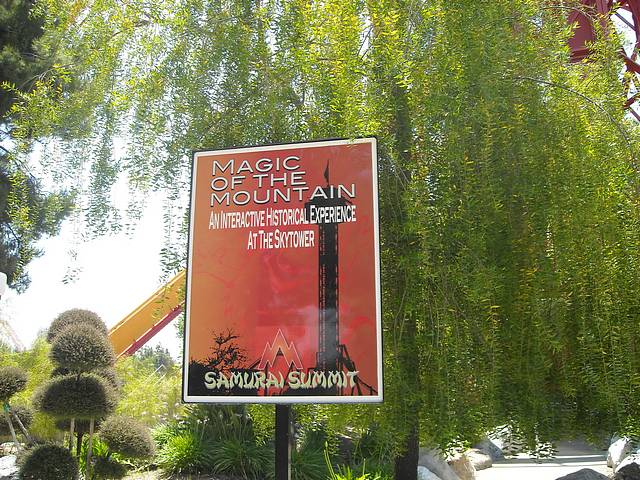 MAGIC
OF THE
MOUNTAIN
AN INTERACTIVE HISTORICAL EXPERIENCE
AT THE SKYTOWER
SAMURAI SUMMIT